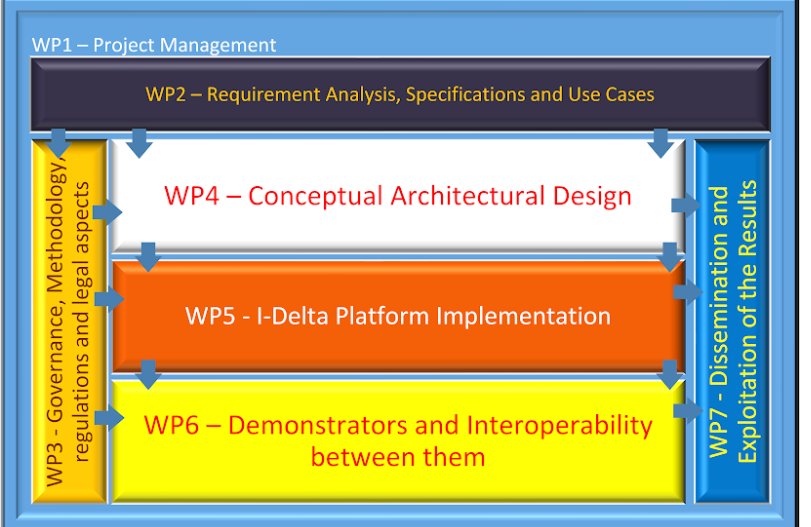 WP1 – Project Management
WP2 – Requirement Analysis, Specifications and Use Cases
WP3 - Governance, Methodology,
regulations and legal aspects
WP4 – Conceptual Architectural Design
WP5 - I-Delta Platform Implementation
WP6 – Demonstrators and Interoperability
between them
WP7 - Dissemination and
Exploitation of the Results